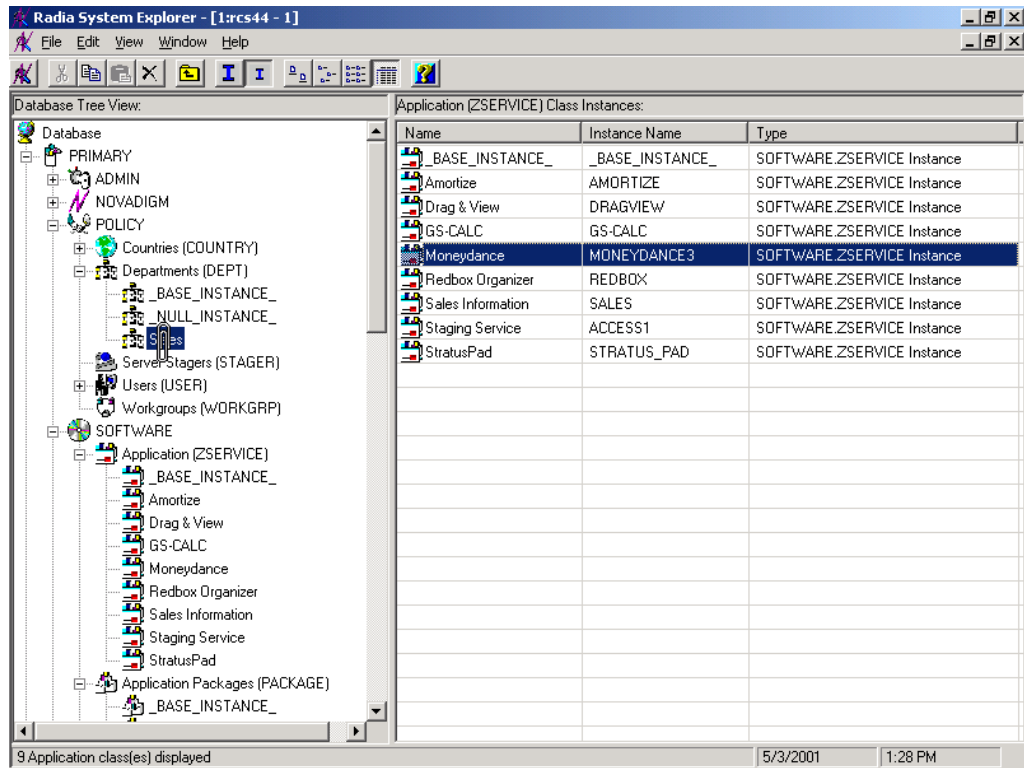 Radia System Explorer - [1:rcs44 - 1]
File Edit View Window Help
Database Tree View:
Database
PRIMARY
ADMIN
NOVADIGM
POLICY
Countries (COUNTRY)
Departments (DEPT)
_BASE_INSTANCE_
_NULL_INSTANCE_
Server Stagers (STAGER)
Users (USER)
Workgroups (WORKGRP)
SOFTWARE
Application (ZSERVICE)
_BASE_INSTANCE_
Amortize
Drag & View
GS-CALC
Moneydance
Redbox Organizer
Sales Information
Staging Service
StratusPad
Application Packages (PACKAGE)
_BASE_INSTANCE_
Application (ZSERVICE) Class Instances:
Name Instance Name Type
_BASE_INSTANCE_ _BASE_INSTANCE_ SOFTWARE.ZSERVICE Instance
Amortize AMORTIZE SOFTWARE.ZSERVICE Instance
Drag & View DRAGVIEW SOFTWARE.ZSERVICE Instance
GS-CALC GS-CALC SOFTWARE.ZSERVICE Instance
Moneydance MONEYDANCE3 SOFTWARE.ZSERVICE Instance
Redbox Organizer REDBOX SOFTWARE.ZSERVICE Instance
Sales Information SALES SOFTWARE.ZSERVICE Instance
Staging Service ACCESS1 SOFTWARE.ZSERVICE Instance
StratusPad STRATUS_PAD SOFTWARE.ZSERVICE Instance
9 Application class(es) displayed 5/3/2001 1:28 PM